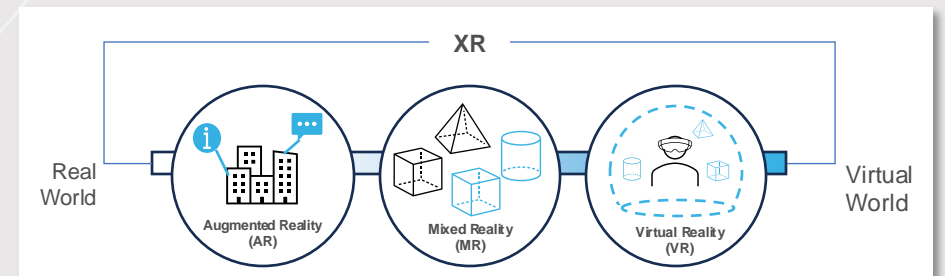 XR
Real
World
Augmented Reality
(AR)
Mixed Reality
(MR)
Virtual Reality
(VR)
Virtual
World